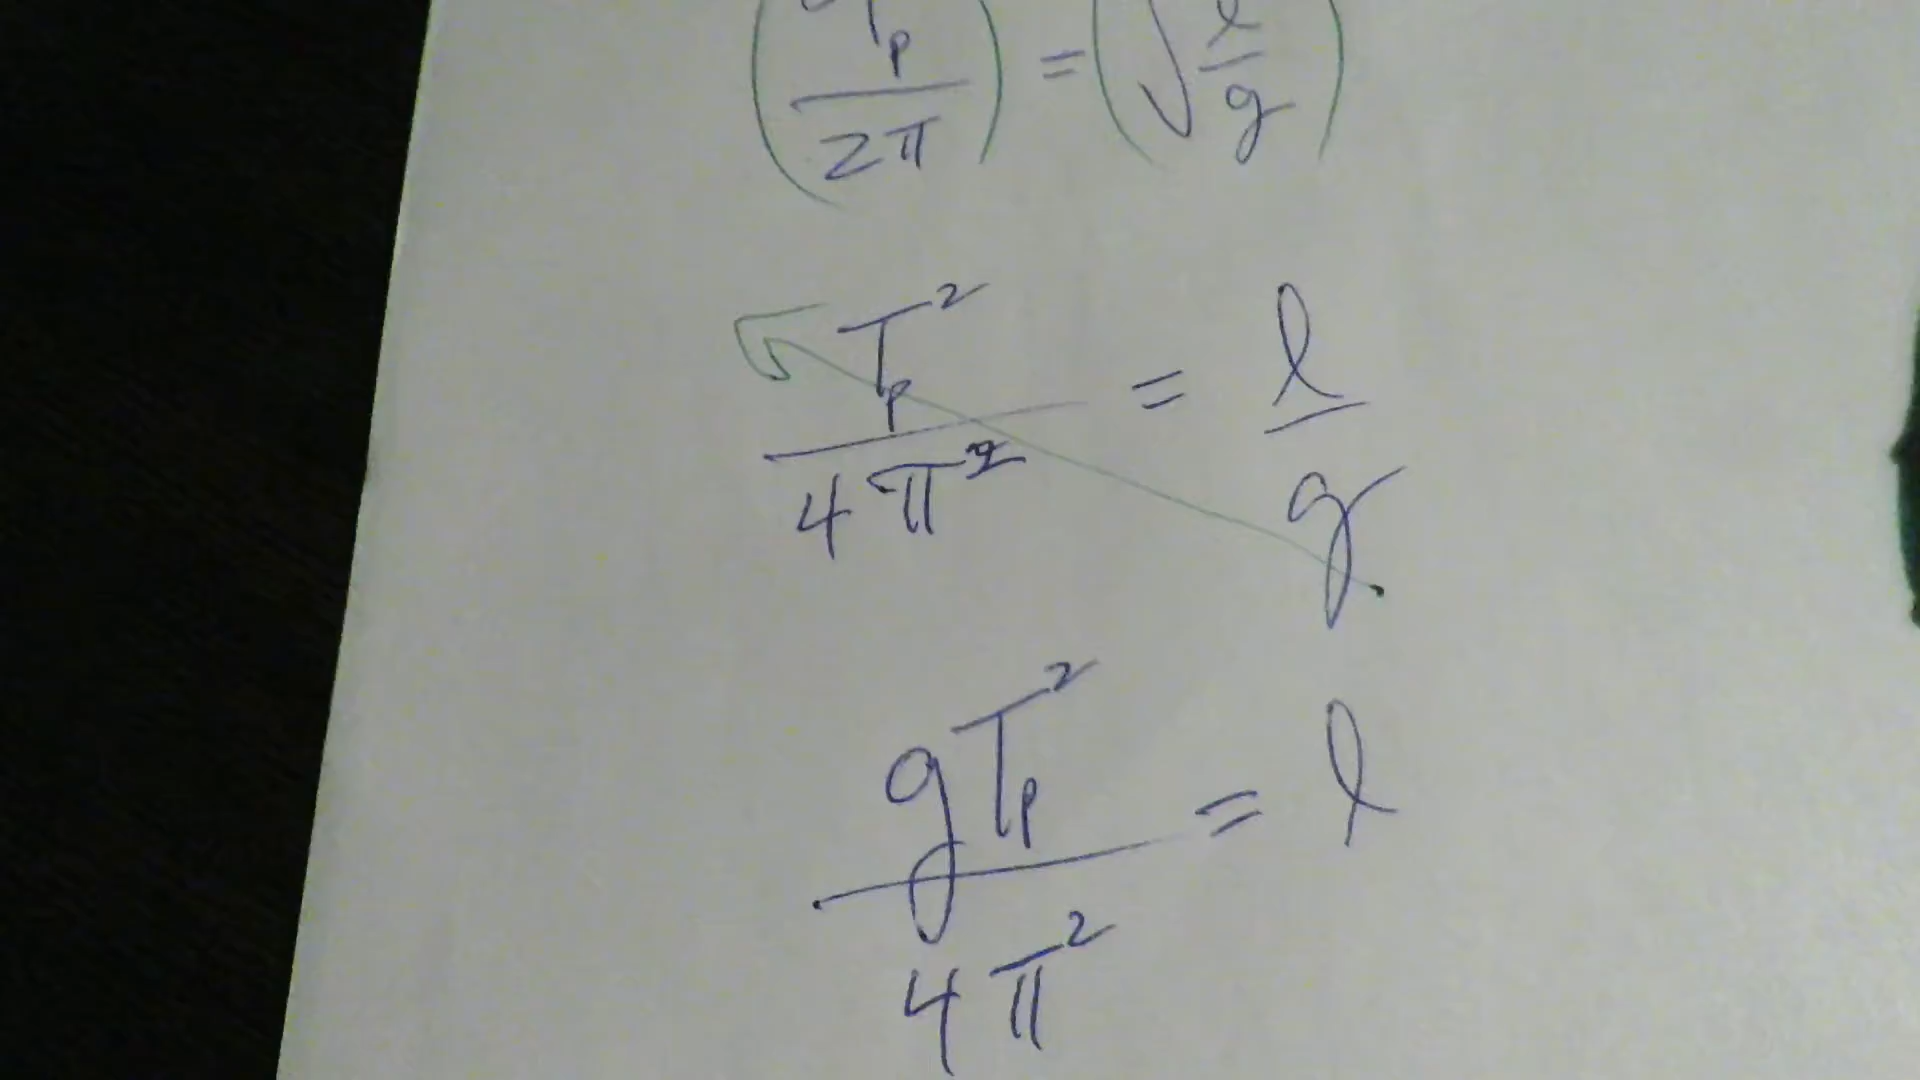 (Tp / 2π) = (√(l / g))
Tp² / 4π² = l / g
gTp² / 4π² = l